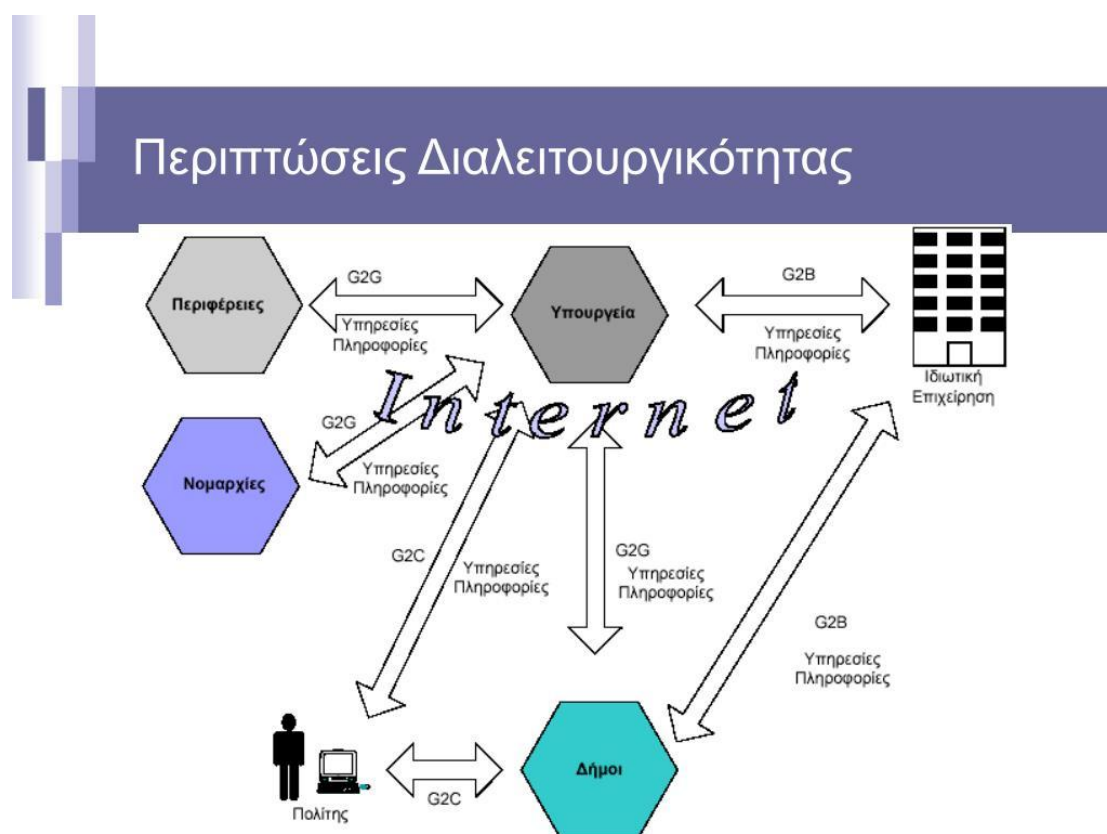 Περιπτώσεις Διαλειτουργικότητας
G2G
G2B
Περιφέρειες
Υπουργεία
Υπηρεσίες
Πληροφορίες
Υπηρεσίες
Πληροφορίες
Ιδιωτική
Επιχείρηση
Internet
G2G
Υπηρεσίες
Πληροφορίες
Νομαρχίες
G2C
Υπηρεσίες
Πληροφορίες
G2G
Υπηρεσίες
Πληροφορίες
G2B
Υπηρεσίες
Πληροφορίες
Δήμοι
G2C
Πολίτης